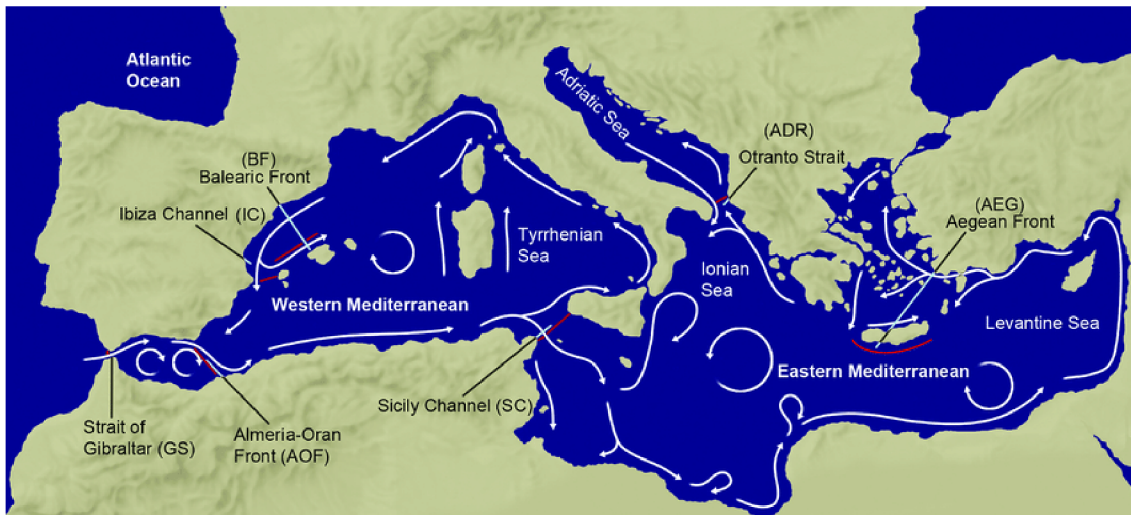 Atlantic
Ocean
Adriatic Sea
(ADR)
Otranto Strait
(BF)
Balearic Front
Ibiza Channel (IC)
(AEG)
Aegean Front
Tyrrhenian
Sea
Ionian
Sea
Western Mediterranean
Levantine Sea
Eastern Mediterranean
Sicily Channel (SC)
Strait of
Gibraltar (GS)
Almeria-Oran
Front (AOF)